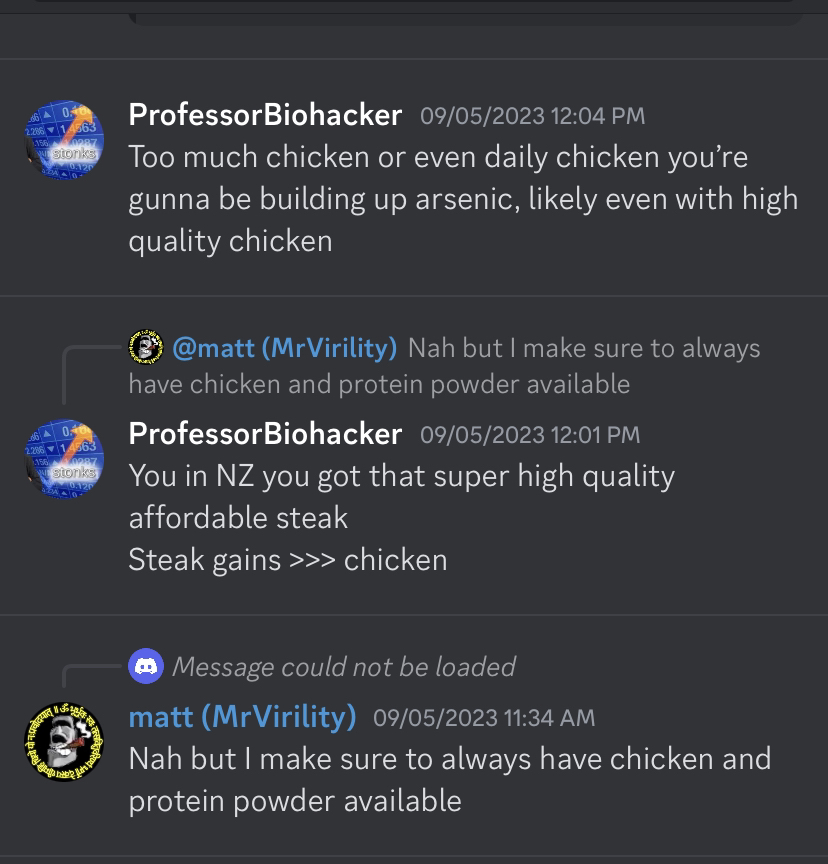 ProfessorBiohacker 09/05/2023 12:04 PM
Too much chicken or even daily chicken you’re
gunna be building up arsenic, likely even with high
quality chicken
@matt (MrVirility) Nah but I make sure to always
have chicken and protein powder available
ProfessorBiohacker 09/05/2023 12:01 PM
You in NZ you got that super high quality
affordable steak
Steak gains >>> chicken
Message could not be loaded
matt (MrVirility) 09/05/2023 11:34 AM
Nah but I make sure to always have chicken and
protein powder available
stonks
stonks